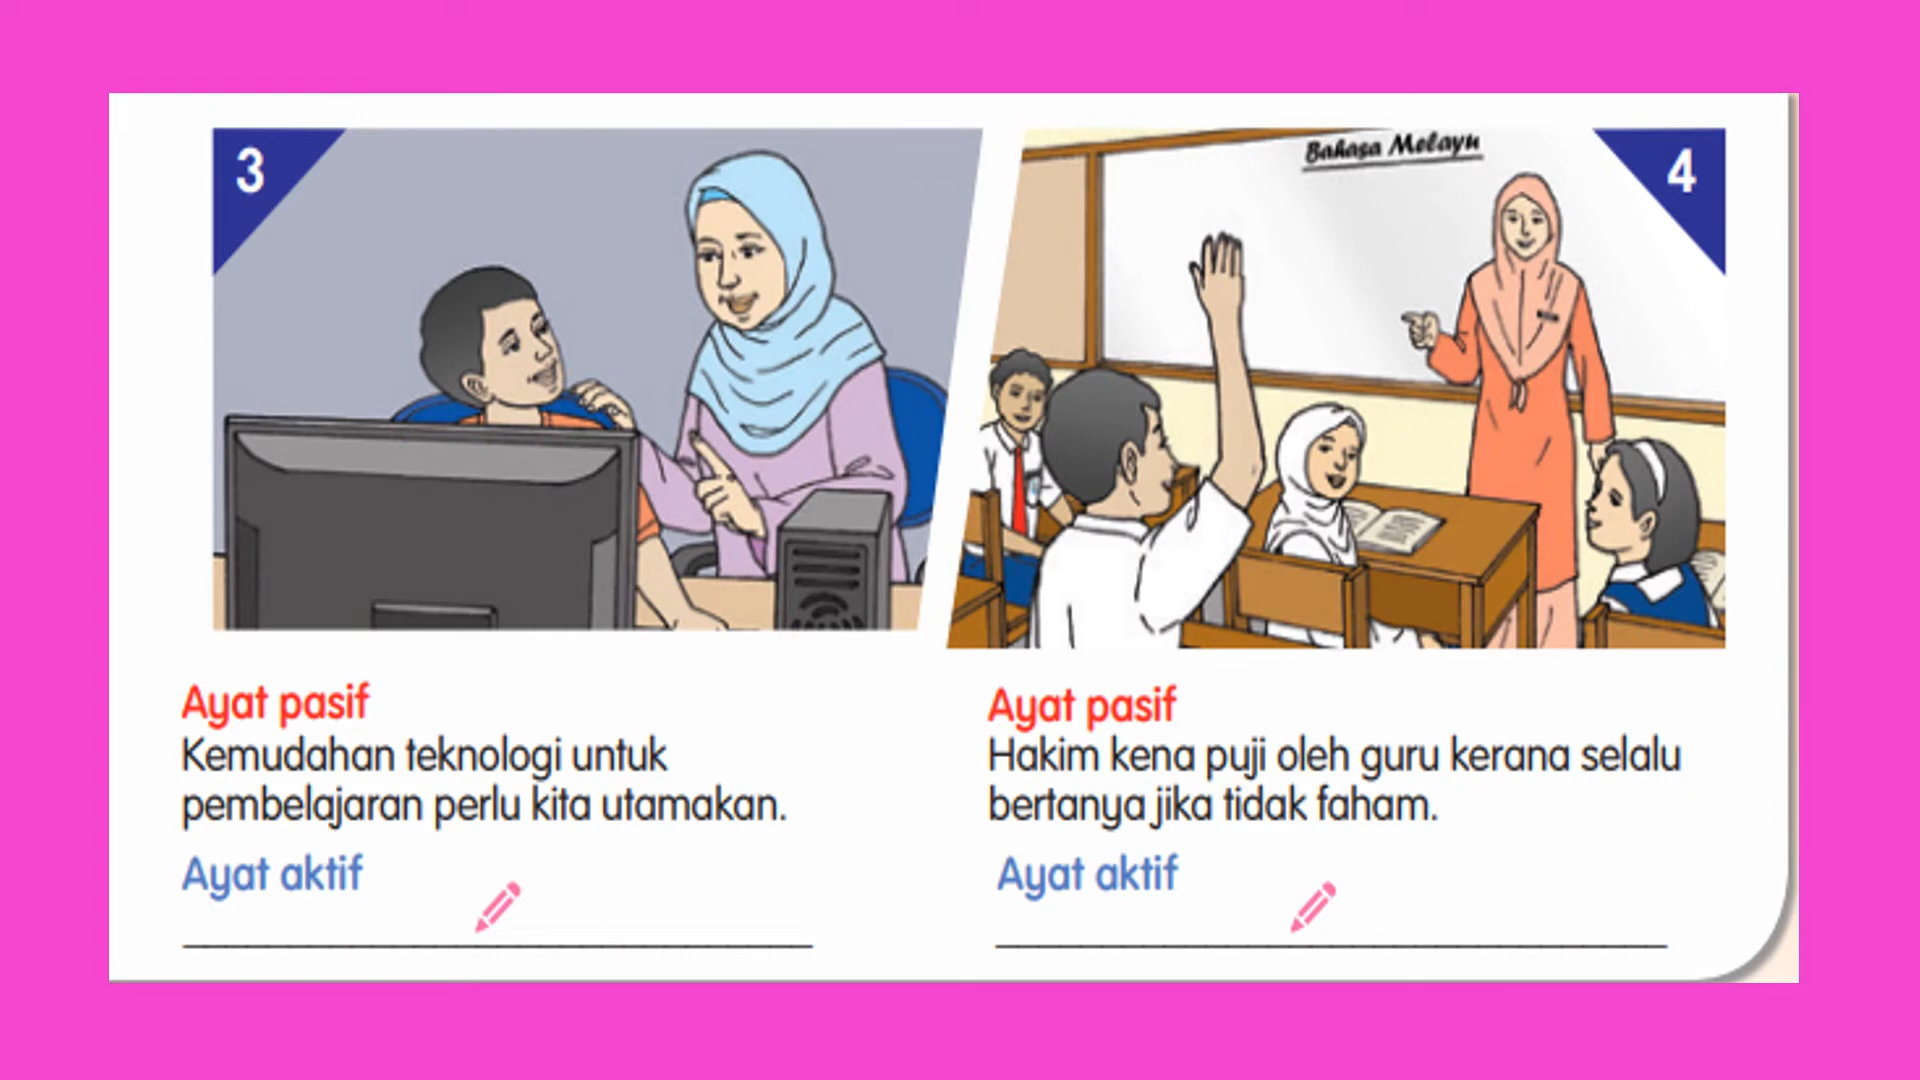 3
Bahasa Melayu
4
Ayat pasif
Kemudahan teknologi untuk
pembelajaran perlu kita utamakan.
Ayat aktif
Ayat pasif
Hakim kena puji oleh guru kerana selalu
bertanya jika tidak faham.
Ayat aktif